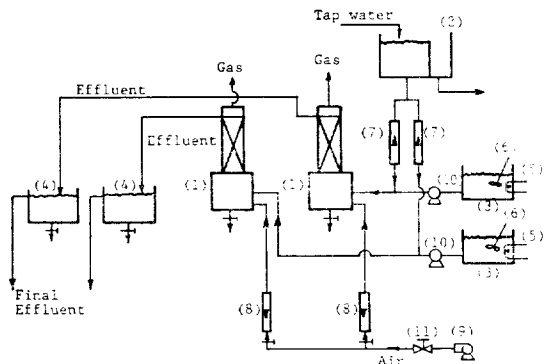 Tap water
(2)
Gas
Gas
Effluent
Effluent
(7)
(7)
(6)
(4)
(4)
(1)
(1)
(10)
(5)
(3)
(6)
(10)
(5)
(3)
Final
Effluent
(8)
(8)
(11)
(9)
Air